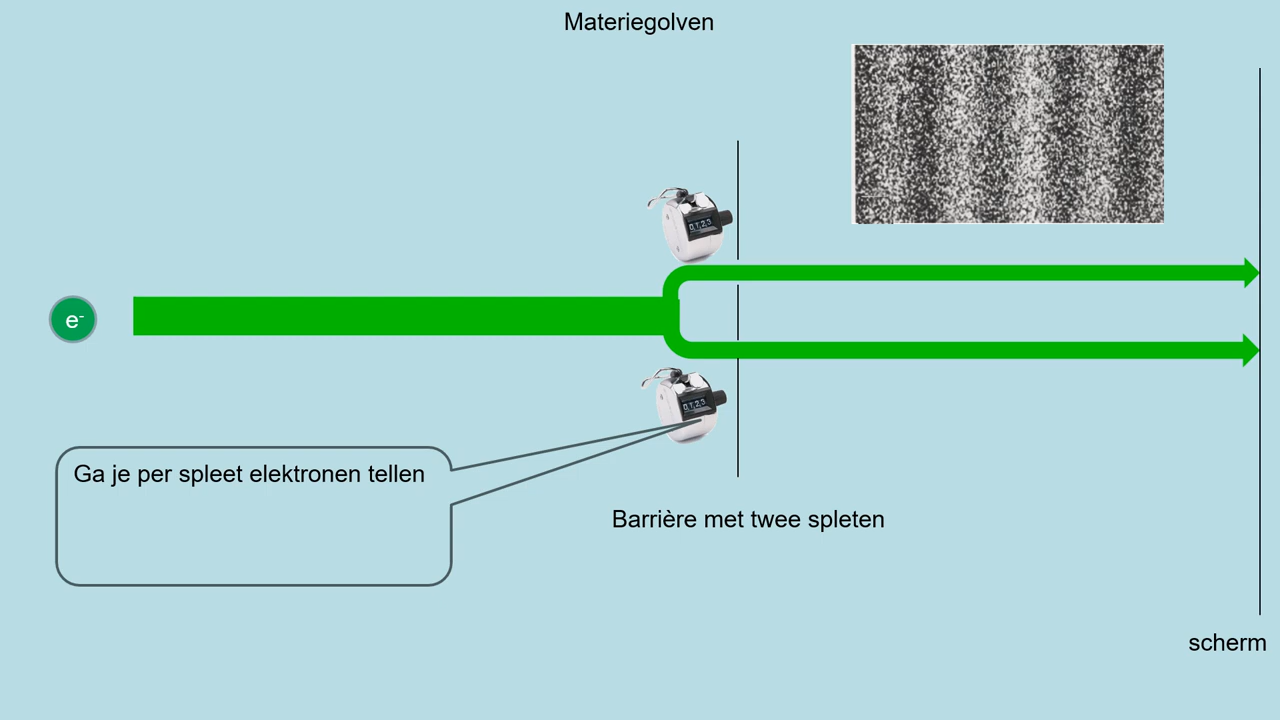 Materiegolven
e-
Ga je per spleet elektronen tellen
Barrière met twee spleten
scherm